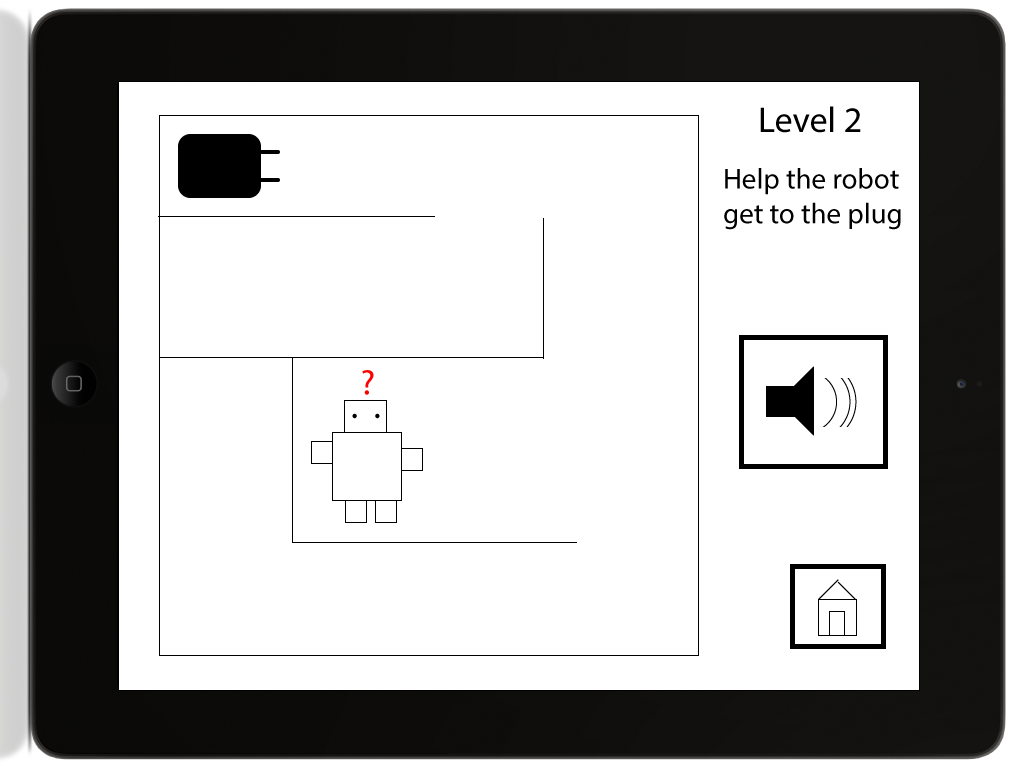 Level 2
Help the robot
get to the plug
?